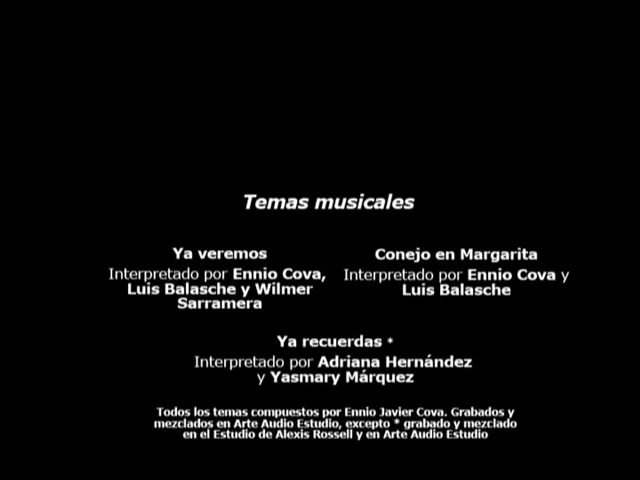 Temas musicales
Ya veremos
Interpretado por Ennio Cova,
Luis Balasche y Wilmer
Sarramera
Conejo en Margarita
Interpretado por Ennio Cova y
Luis Balasche
Ya recuerdas *
Interpretado por Adriana Hernández
y Yasmary Márquez
Todos los temas compuestos por Ennio Javier Cova. Grabados y
mezclados en Arte Audio Estudio, excepto * grabado y mezclado
en el Estudio de Alexis Rossell y en Arte Audio Estudio